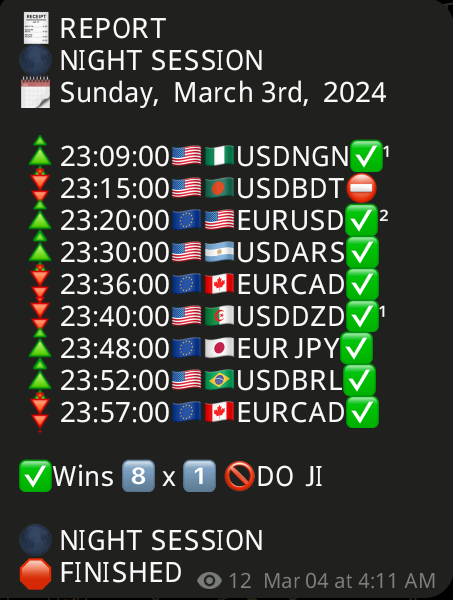 REPORT
NIGHT SESSION
Sunday, March 3rd, 2024
23:09:00🇺🇸🇳🇬USDNGN✅¹
23:15:00🇺🇸🇧🇩USDBDT⛔
23:20:00🇪🇺🇺🇸EURUSD✅²
23:30:00🇺🇸🇦🇷USDARS✅
23:36:00🇪🇺🇨🇦EURCAD✅
23:40:00🇺🇸🇩🇿USDDZD✅¹
23:48:00🇪🇺🇯🇵EUR JPY✅
23:52:00🇺🇸🇧🇷USDBRL✅
23:57:00🇪🇺🇨🇦EURCAD✅
✅Wins 8️⃣ x 1️⃣ 🚫DO JI
NIGHT SESSION
FINISHED
12 Mar 04 at 4:11 AM